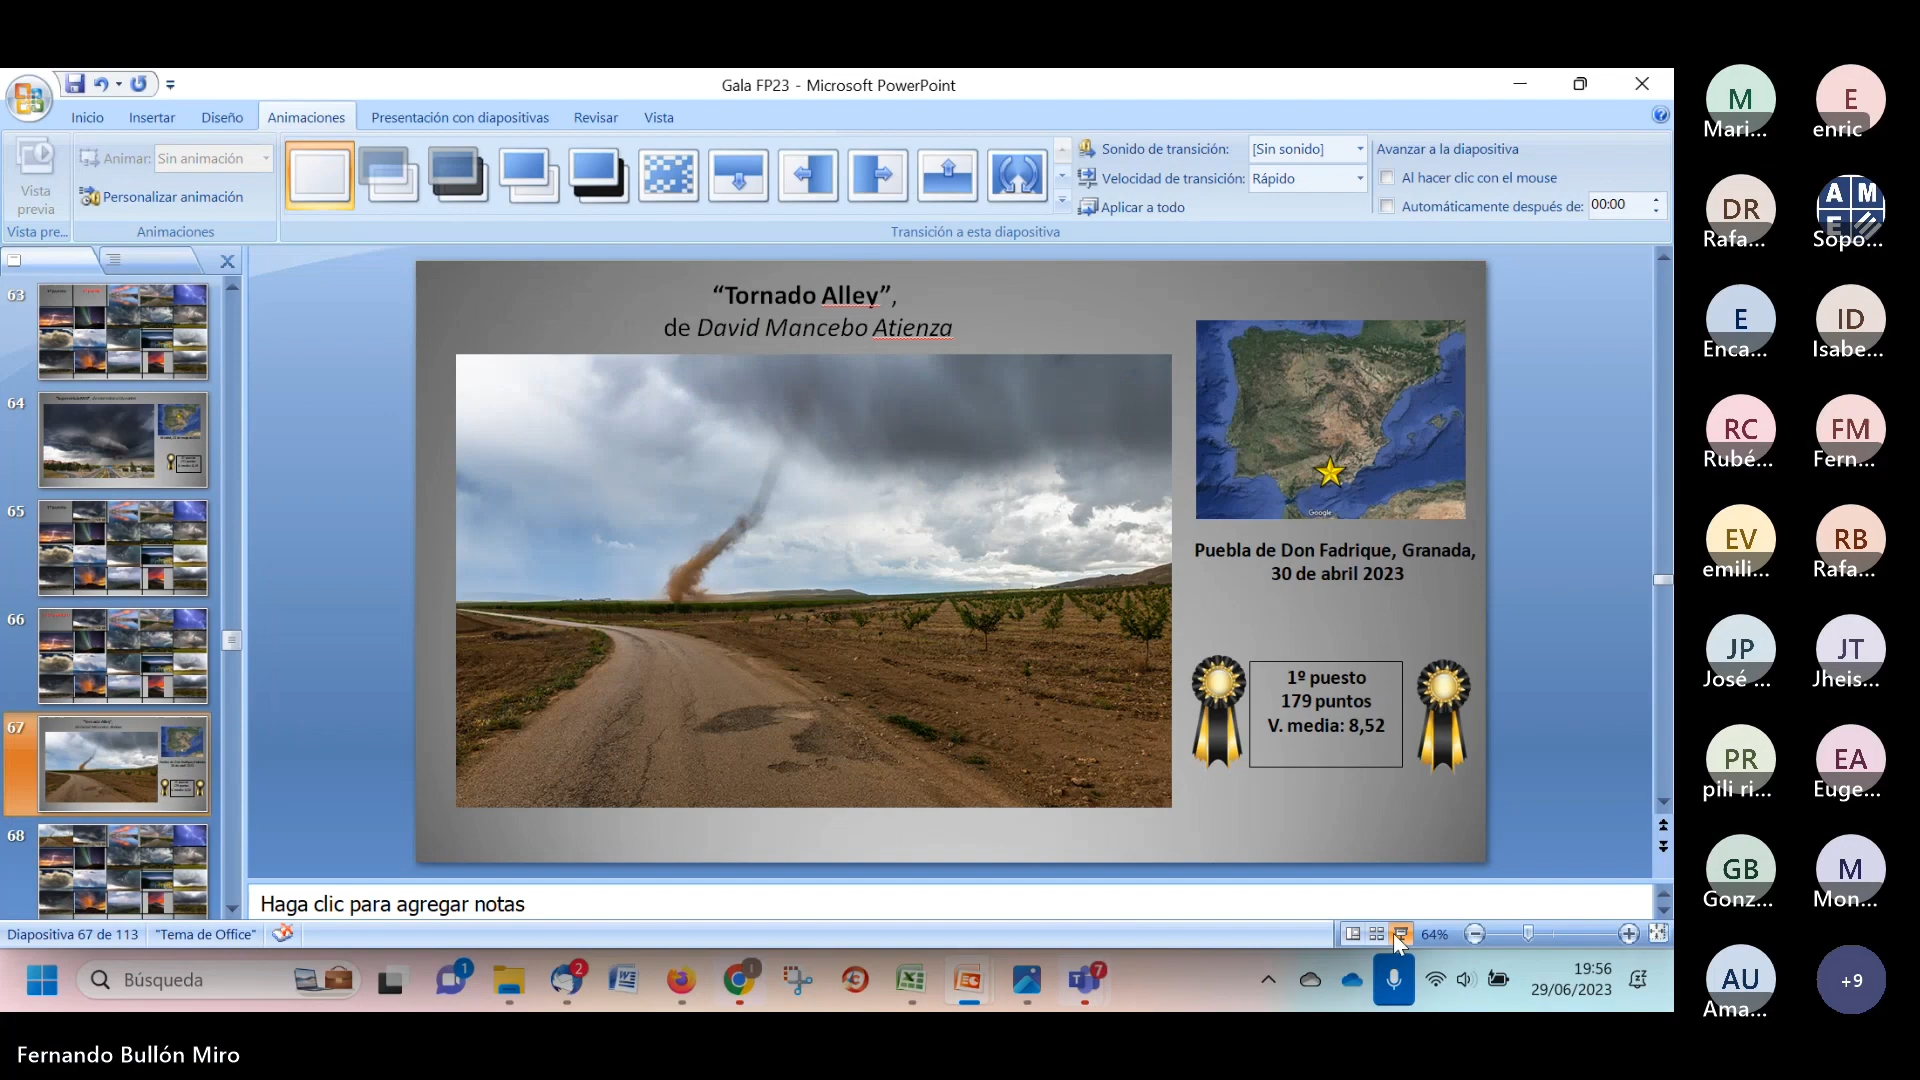 Gala FP23 - Microsoft PowerPoint
Inicio
Insertar
Diseño
Animaciones
Presentación con diapositivas
Revisar
Vista
Vista previa
Animar: Sin animación
Personalizar animación
Sonido de transición: [Sin sonido]
Velocidad de transición: Rápido
Aplicar a todo
Avanzar a la diapositiva
Al hacer clic con el mouse
Automáticamente después de: 00:00
Vista pre...
Animaciones
Transición a esta diapositiva
63
64
65
66
67
68
“Tornado Alley”,
de David Mancebo Atienza
Google
Puebla de Don Fadrique, Granada,
30 de abril 2023
1º puesto
179 puntos
V. media: 8,52
Haga clic para agregar notas
Diapositiva 67 de 113
"Tema de Office"
64%
Búsqueda
1
2
7
19:56
29/06/2023
M
Mari...
E
enric
DR
Rafa...
AME
Sopo...
E
Enca...
ID
Isabe...
RC
Rubé...
FM
Fern...
EV
emili...
RB
Rafa...
JP
José ...
JT
Jheis...
PR
pili ri...
EA
Euge...
GB
Gonz...
M
Mon...
AU
Ama...
+9
Fernando Bullón Miro